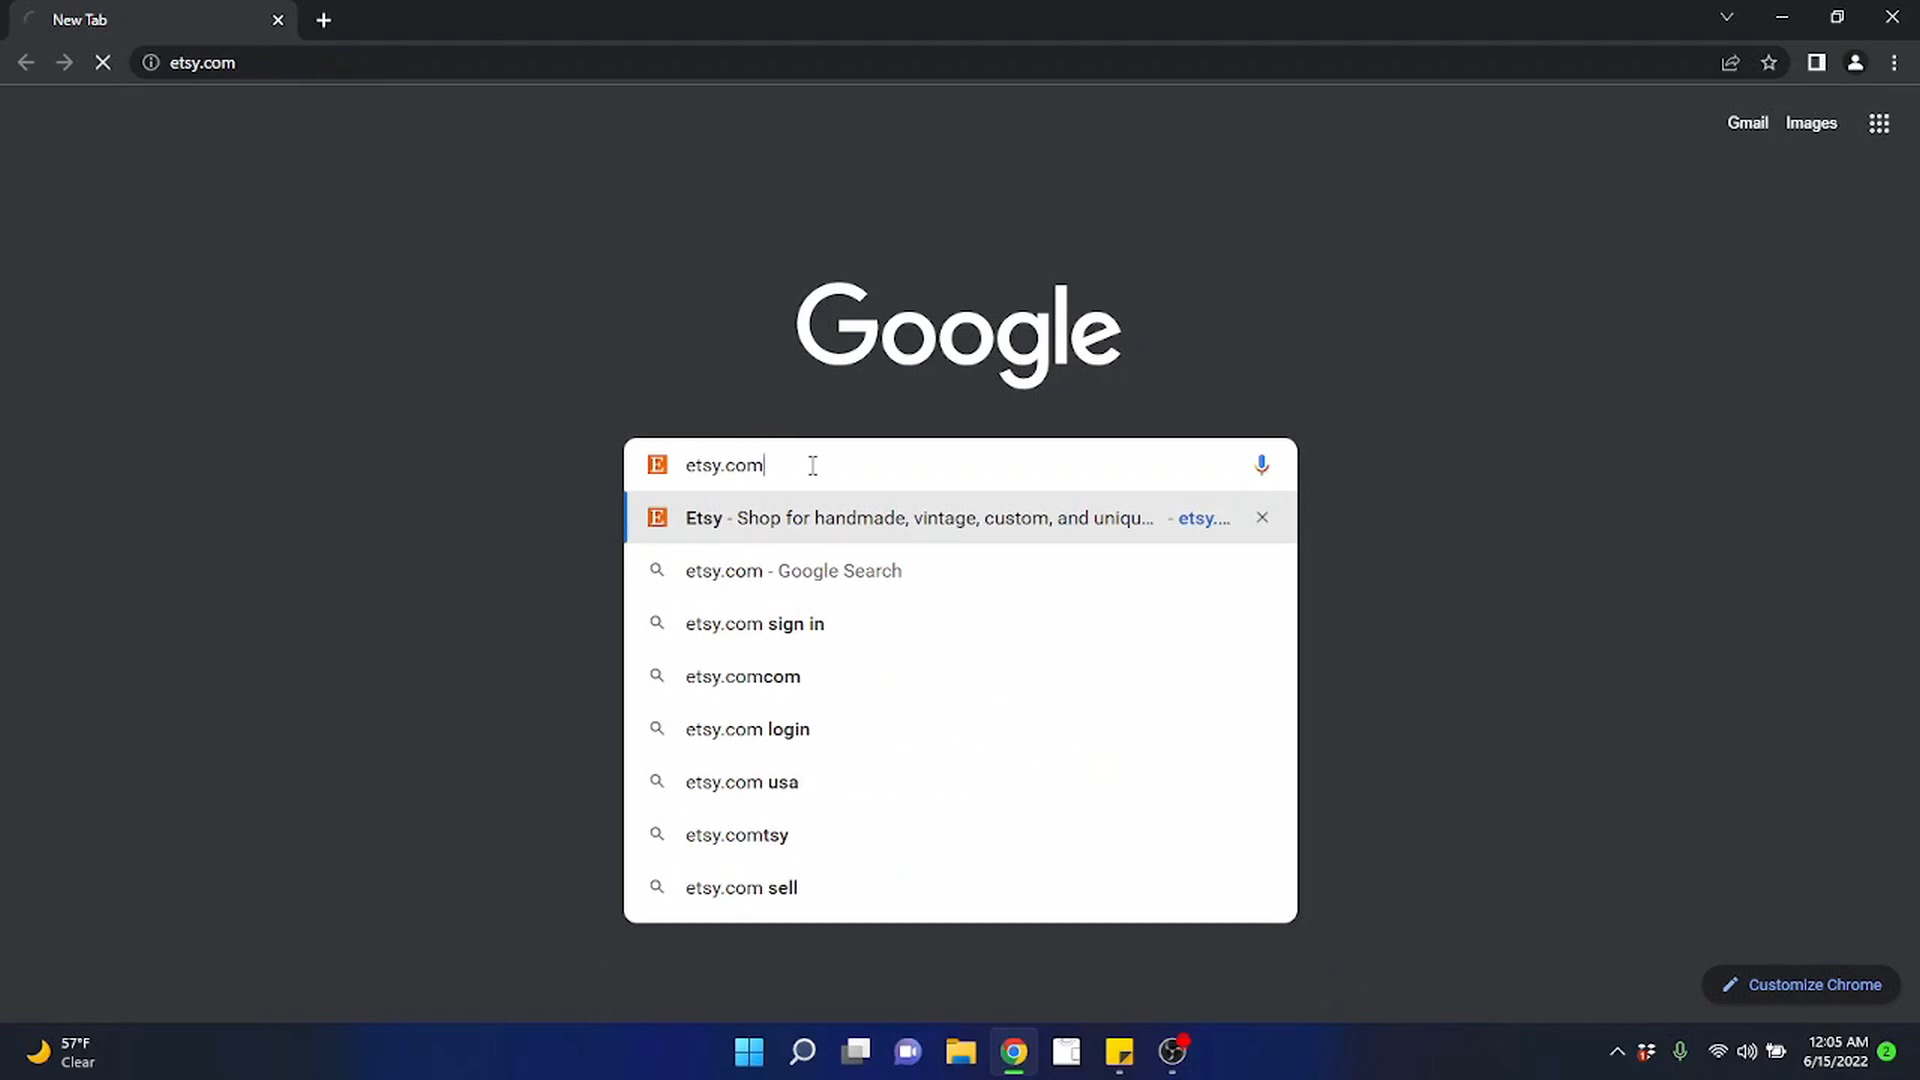 New Tab
etsy.com
Gmail Images
Google
etsy.com
Etsy - Shop for handmade, vintage, custom, and uniqu... - etsy....
etsy.com - Google Search
etsy.com sign in
etsy.comcom
etsy.com login
etsy.com usa
etsy.comtsy
etsy.com sell
Customize Chrome
57°F
Clear
12:05 AM
6/15/2022
2